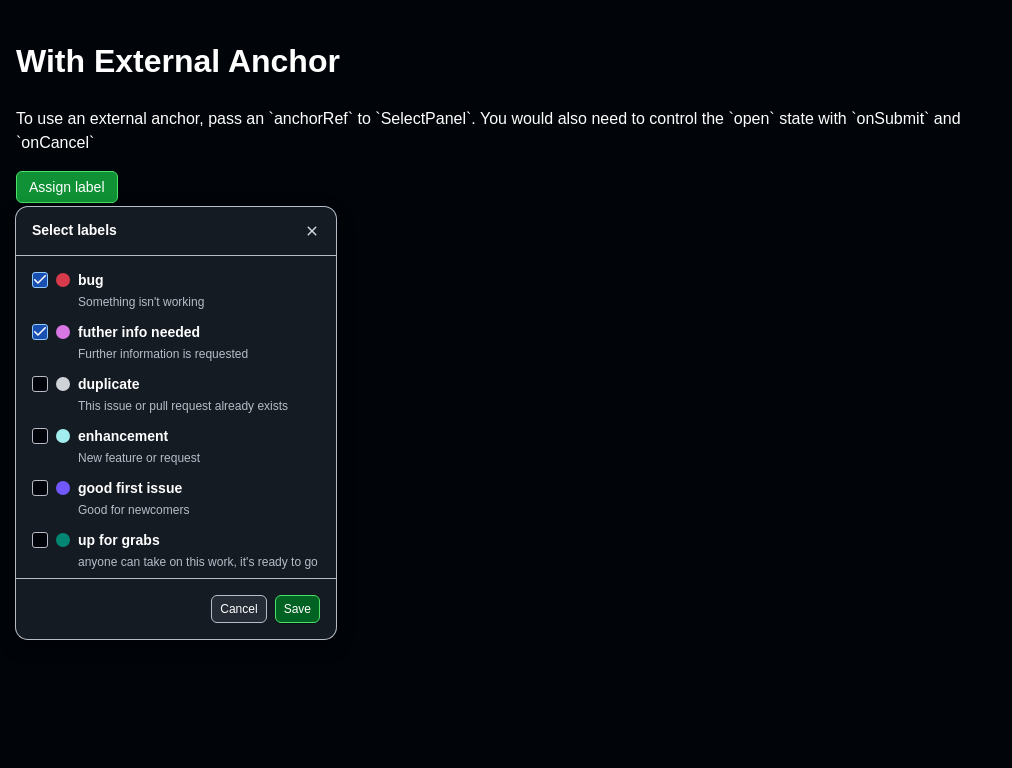 With External Anchor
To use an external anchor, pass an `anchorRef` to `SelectPanel`. You would also need to control the `open` state with `onSubmit` and
`onCancel`
Assign label
Select labels
bug
Something isn't working
futher info needed
Further information is requested
duplicate
This issue or pull request already exists
enhancement
New feature or request
good first issue
Good for newcomers
up for grabs
anyone can take on this work, it's ready to go
Cancel Save